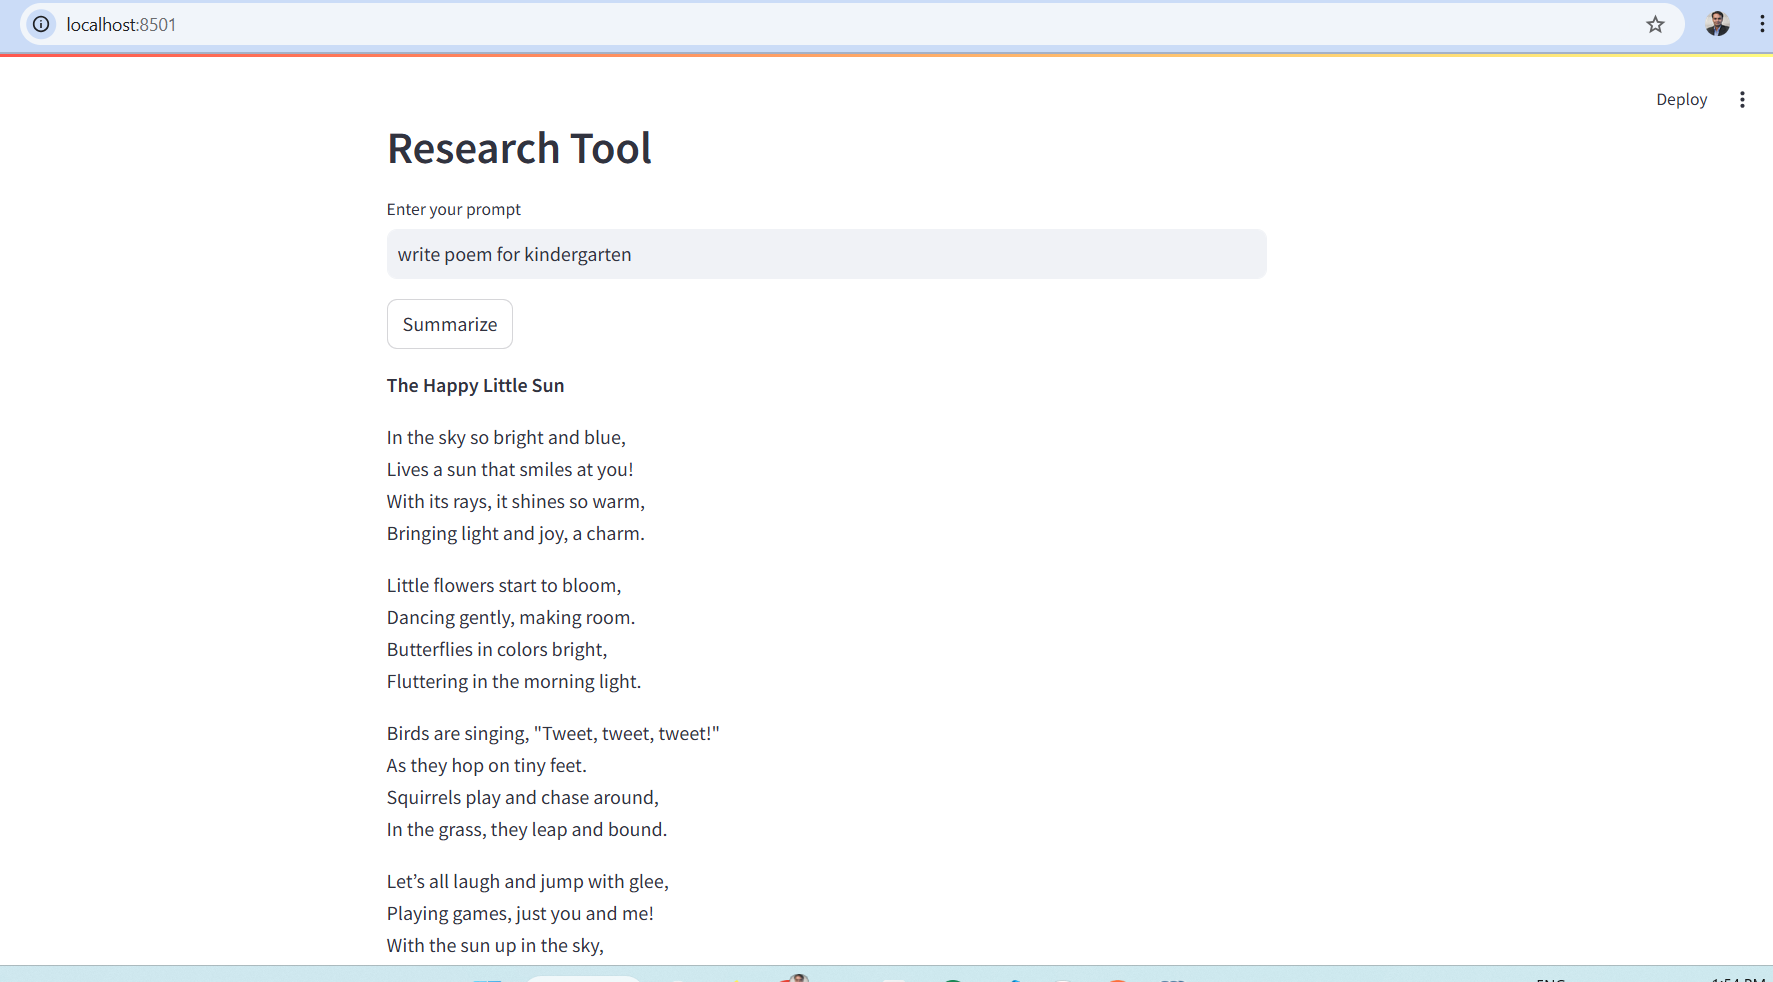 localhost:8501
Deploy
Research Tool
Enter your prompt
write poem for kindergarten
Summarize
The Happy Little Sun
In the sky so bright and blue,
Lives a sun that smiles at you!
With its rays, it shines so warm,
Bringing light and joy, a charm.
Little flowers start to bloom,
Dancing gently, making room.
Butterflies in colors bright,
Fluttering in the morning light.
Birds are singing, "Tweet, tweet, tweet!"
As they hop on tiny feet.
Squirrels play and chase around,
In the grass, they leap and bound.
Let’s all laugh and jump with glee,
Playing games, just you and me!
With the sun up in the sky,